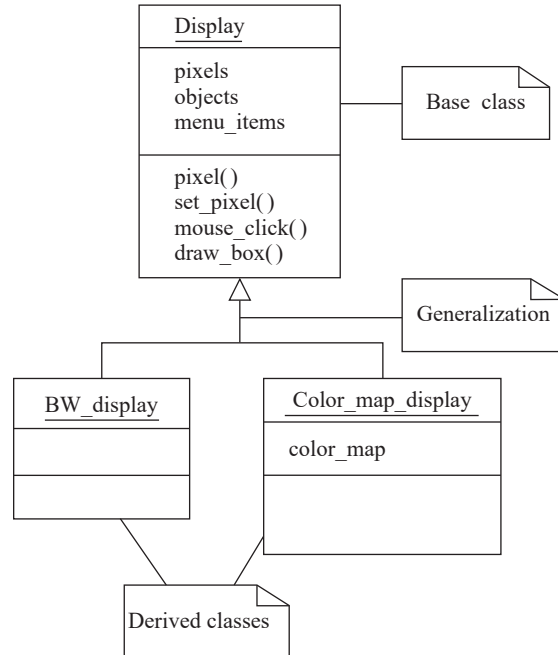 Display
pixels
objects
menu_items
Base class
pixel()
set_pixel()
mouse_click()
draw_box()
Generalization
BW_display
Color_map_display
color_map
Derived classes